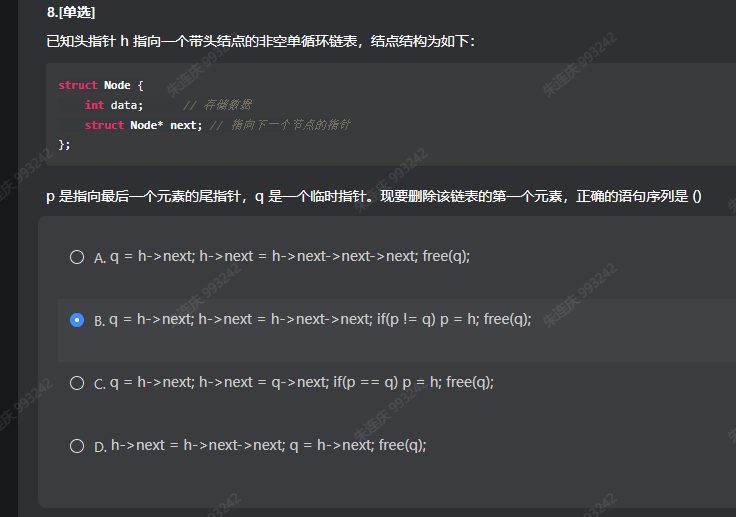 8.[单选]
已知头指针 h 指向一个带头结点的非空单循环链表，结点结构为如下：
struct Node {
int data; // 存储数据
struct Node* next; // 指向下一个节点的指针
};
p 是指向最后一个元素的尾指针，q 是一个临时指针。现要删除该链表的第一个元素，正确的语句序列是 ()
A. q = h->next; h->next = h->next->next->next; free(q);
B. q = h->next; h->next = h->next->next; if(p != q) p = h; free(q);
C. q = h->next; h->next = q->next; if(p == q) p = h; free(q);
D. h->next = h->next->next; q = h->next; free(q);
朱连庆 993242